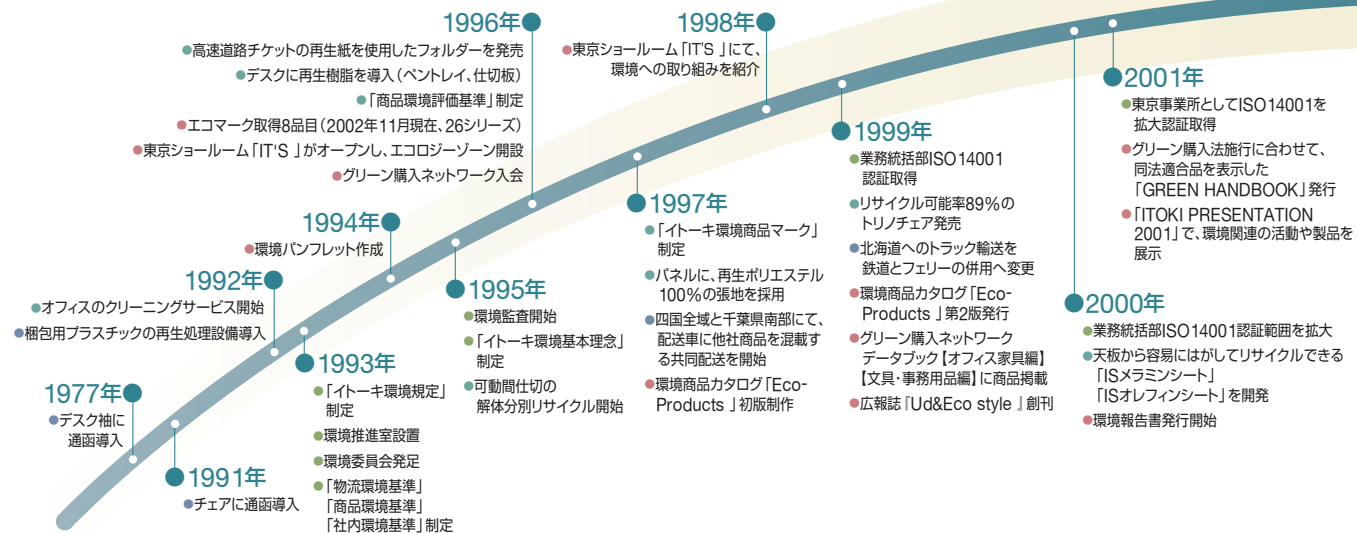 1977年
●デスク袖に
通函導入
1991年
●チェアに通函導入
1992年
●オフィスのクリーニングサービス開始
●梱包用プラスチックの再生処理設備導入
1993年
●「イトーキ環境規定」
制定
●環境推進室設置
●環境委員会発足
●「物流環境基準」
「商品環境基準」
「社内環境基準」制定
1994年
●環境パンフレット作成
1995年
●環境監査開始
●「イトーキ環境基本理念」
制定
●可動間仕切の
解体分別リサイクル開始
1996年
●高速道路チケットの再生紙を使用したフォルダーを発売
●デスクに再生樹脂を導入(ペントレイ、仕切板)
●「商品環境評価基準」制定
●エコマーク取得8品目(2002年11月現在、26シリーズ)
●東京ショールーム「IT'S 」がオープンし、エコロジーゾーン開設
●グリーン購入ネットワーク入会
1997年
●「イトーキ環境商品マーク」
制定
●パネルに、再生ポリエステル
100%の張地を採用
●四国全域と千葉県南部にて、
配送車に他社商品を混載す
る共同配送を開始
●環境商品カタログ「Eco-
Products 」初版制作
1998年
●東京ショールーム「IT'S 」にて、
環境への取り組みを紹介
1999年
●業務統括部ISO14001
認証取得
●リサイクル可能率89%の
トリノチェア発売
●北海道へのトラック輸送を
鉄道とフェリーの併用へ変更
●環境商品カタログ「Eco-
Products 」第2版発行
●グリーン購入ネットワーク
データブック【オフィス家具編】
【文具・事務用品編】に商品掲載
●広報誌『Ud&Eco style 』創刊
2000年
●業務統括部ISO14001認証範囲を拡大
●天板から容易にはがしてリサイクルできる
「ISメラミンシート」
「ISオレフィンシート」を開発
●環境報告書発行開始
2001年
●東京事業所としてISO14001を
拡大認証取得
●グリーン購入法施行に合わせて、
同法適合品を表示した
「GREEN HANDBOOK」発行
●「ITOKI PRESENTATION
2001」で、環境関連の活動や製品を
展示